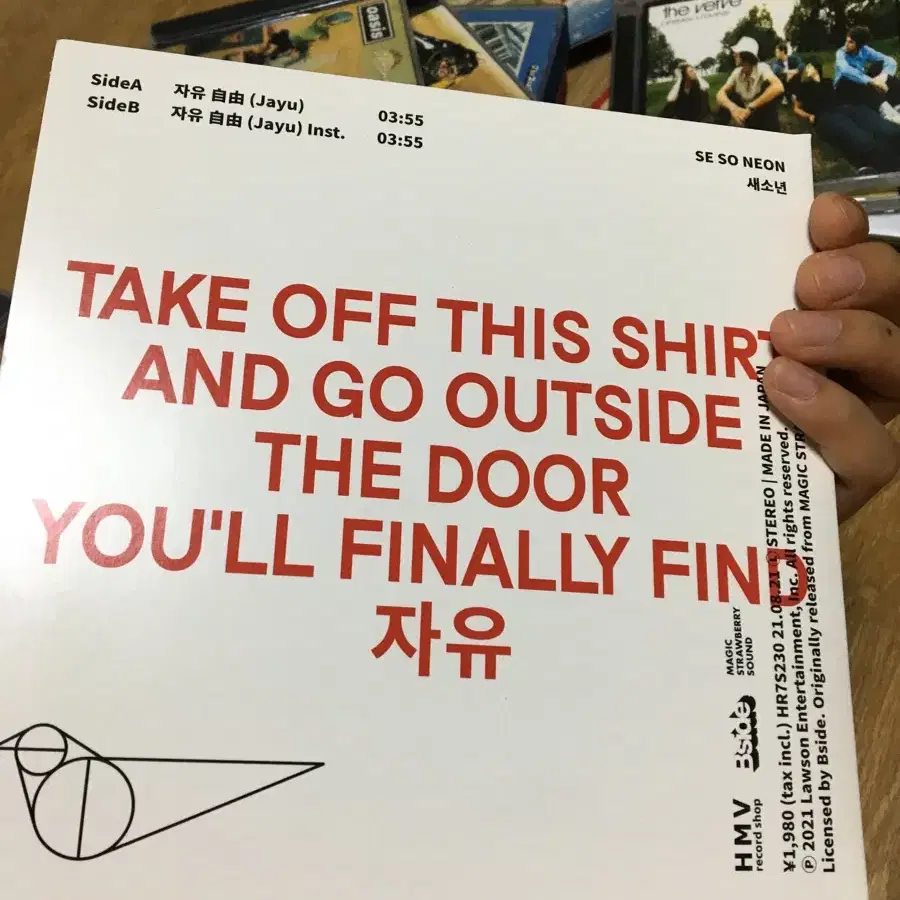 oasis
the verve
SideA 자유 自由 (Jayu) 03:55
SideB 자유 自由 (Jayu) Inst. 03:55
SE SO NEON
새소년
TAKE OFF THIS SHIRT
AND GO OUTSIDE
THE DOOR
YOU'LL FINALLY FIND
자유
MAGIC
STRAWBERRY
SOUND
Bside
HMV
record shop
¥1,980 (tax incl.) HR7S230 21.08.21 STEREO | MADE IN JAPAN
℗ 2021 Lawson Entertainment, Inc. All rights reserved.
Licensed by Bside. Originally released from MAGIC